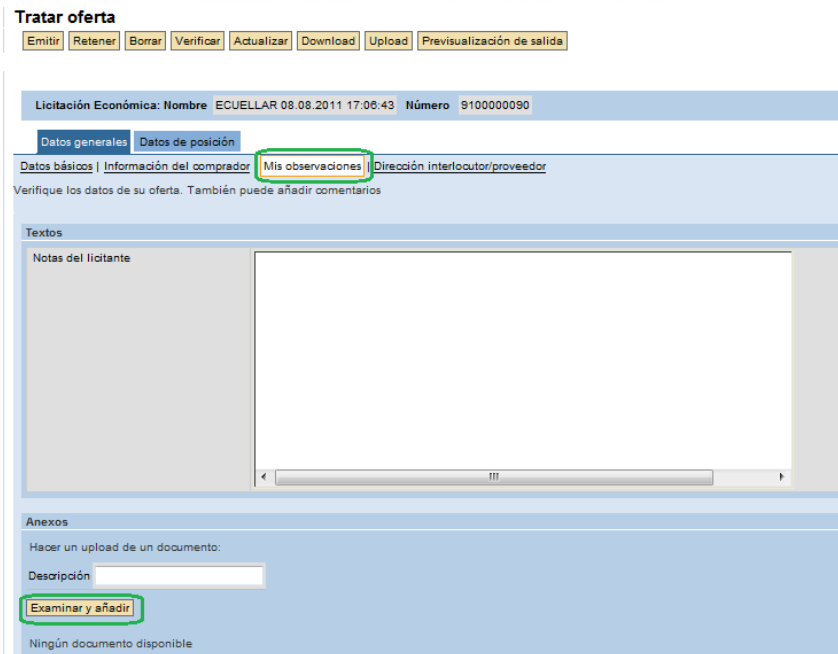 Tratar oferta
Emitir Retener Borrar Verificar Actualizar Download Upload Previsualización de salida
Licitación Económica: Nombre ECUELLAR 08.08.2011 17:06:43 Número 9100000090
Datos generales Datos de posición
Datos básicos | Información del comprador | Mis observaciones | Dirección interlocutor/proveedor
Verifique los datos de su oferta. También puede añadir comentarios
Textos
Notas del licitante
Anexos
Hacer un upload de un documento:
Descripción
Examinar y añadir
Ningún documento disponible